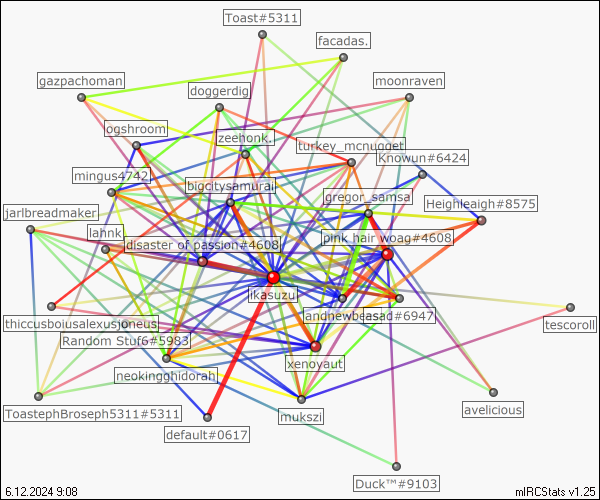 Toast#5311
facadas.
gazpachoman
moonraven
doggerdig
ogshroom
zeehonk.
turkey_mcnugget
Knowun#6424
mingus4742
bigcitysamurai
gregor_samsa
Heighleigh#8575
jarlbreadmaker
lahnk
disaster of passion#4608
pink hair woag#4608
ikasuzu
andnewbeasad#6947
thiccusboiusalexusjoneus
tescoroll
Random Stuf6#5983
xenoyaut
neokingghidorah
ToastephBroseph5311#5311
mukszi
avelicious
default#0617
Duck™#9103
6.12.2024 9:08
mIRCStats v1.25